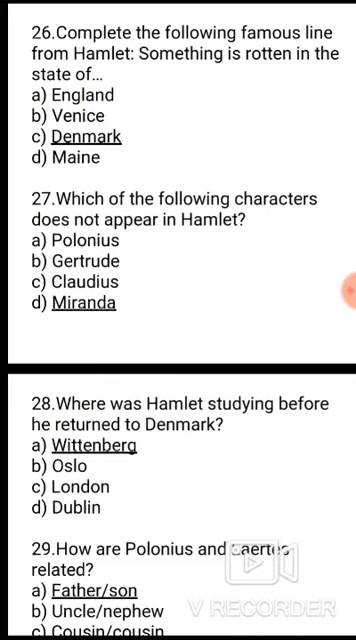 26.Complete the following famous line
from Hamlet: Something is rotten in the
state of...
a) England
b) Venice
c) Denmark
d) Maine
27.Which of the following characters
does not appear in Hamlet?
a) Polonius
b) Gertrude
c) Claudius
d) Miranda
28.Where was Hamlet studying before
he returned to Denmark?
a) Wittenberg
b) Oslo
c) London
d) Dublin
29.How are Polonius and Laertes
related?
a) Father/son
b) Uncle/nephew
V RECORDER
c) Cousin/cousin